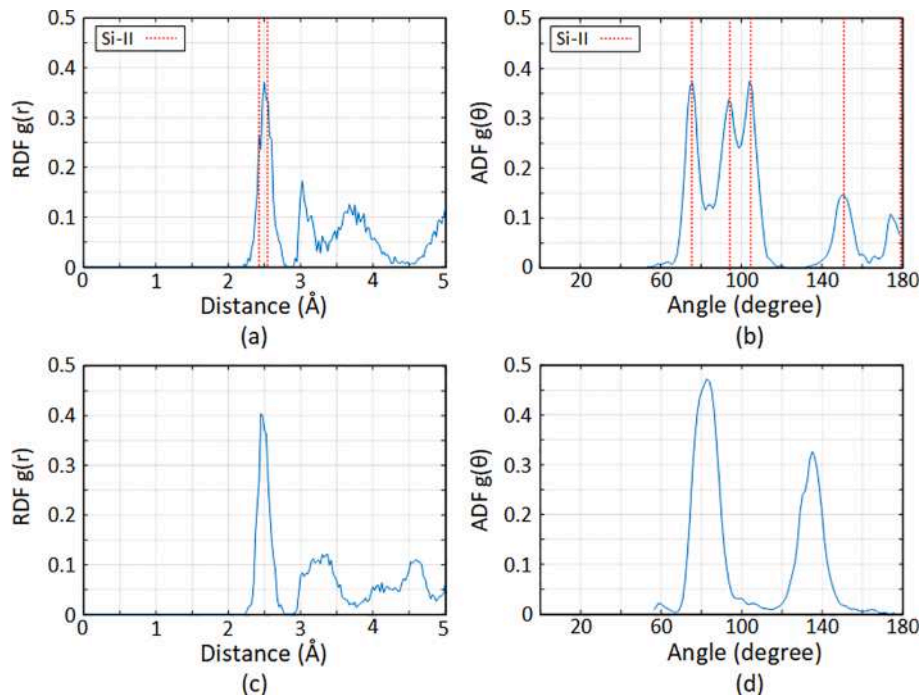 0.5
Si-II
0.4
0.3
0.2
0.1
0
RDF g(r)
0 1 2 3 4 5
Distance (Å)
(a)
0.5
Si-II
0.4
0.3
0.2
0.1
0
ADF g(θ)
20 60 100 140 180
Angle (degree)
(b)
0.5
0.4
0.3
0.2
0.1
0
RDF g(r)
0 1 2 3 4 5
Distance (Å)
(c)
0.5
0.4
0.3
0.2
0.1
0
ADF g(θ)
20 60 100 140 180
Angle (degree)
(d)